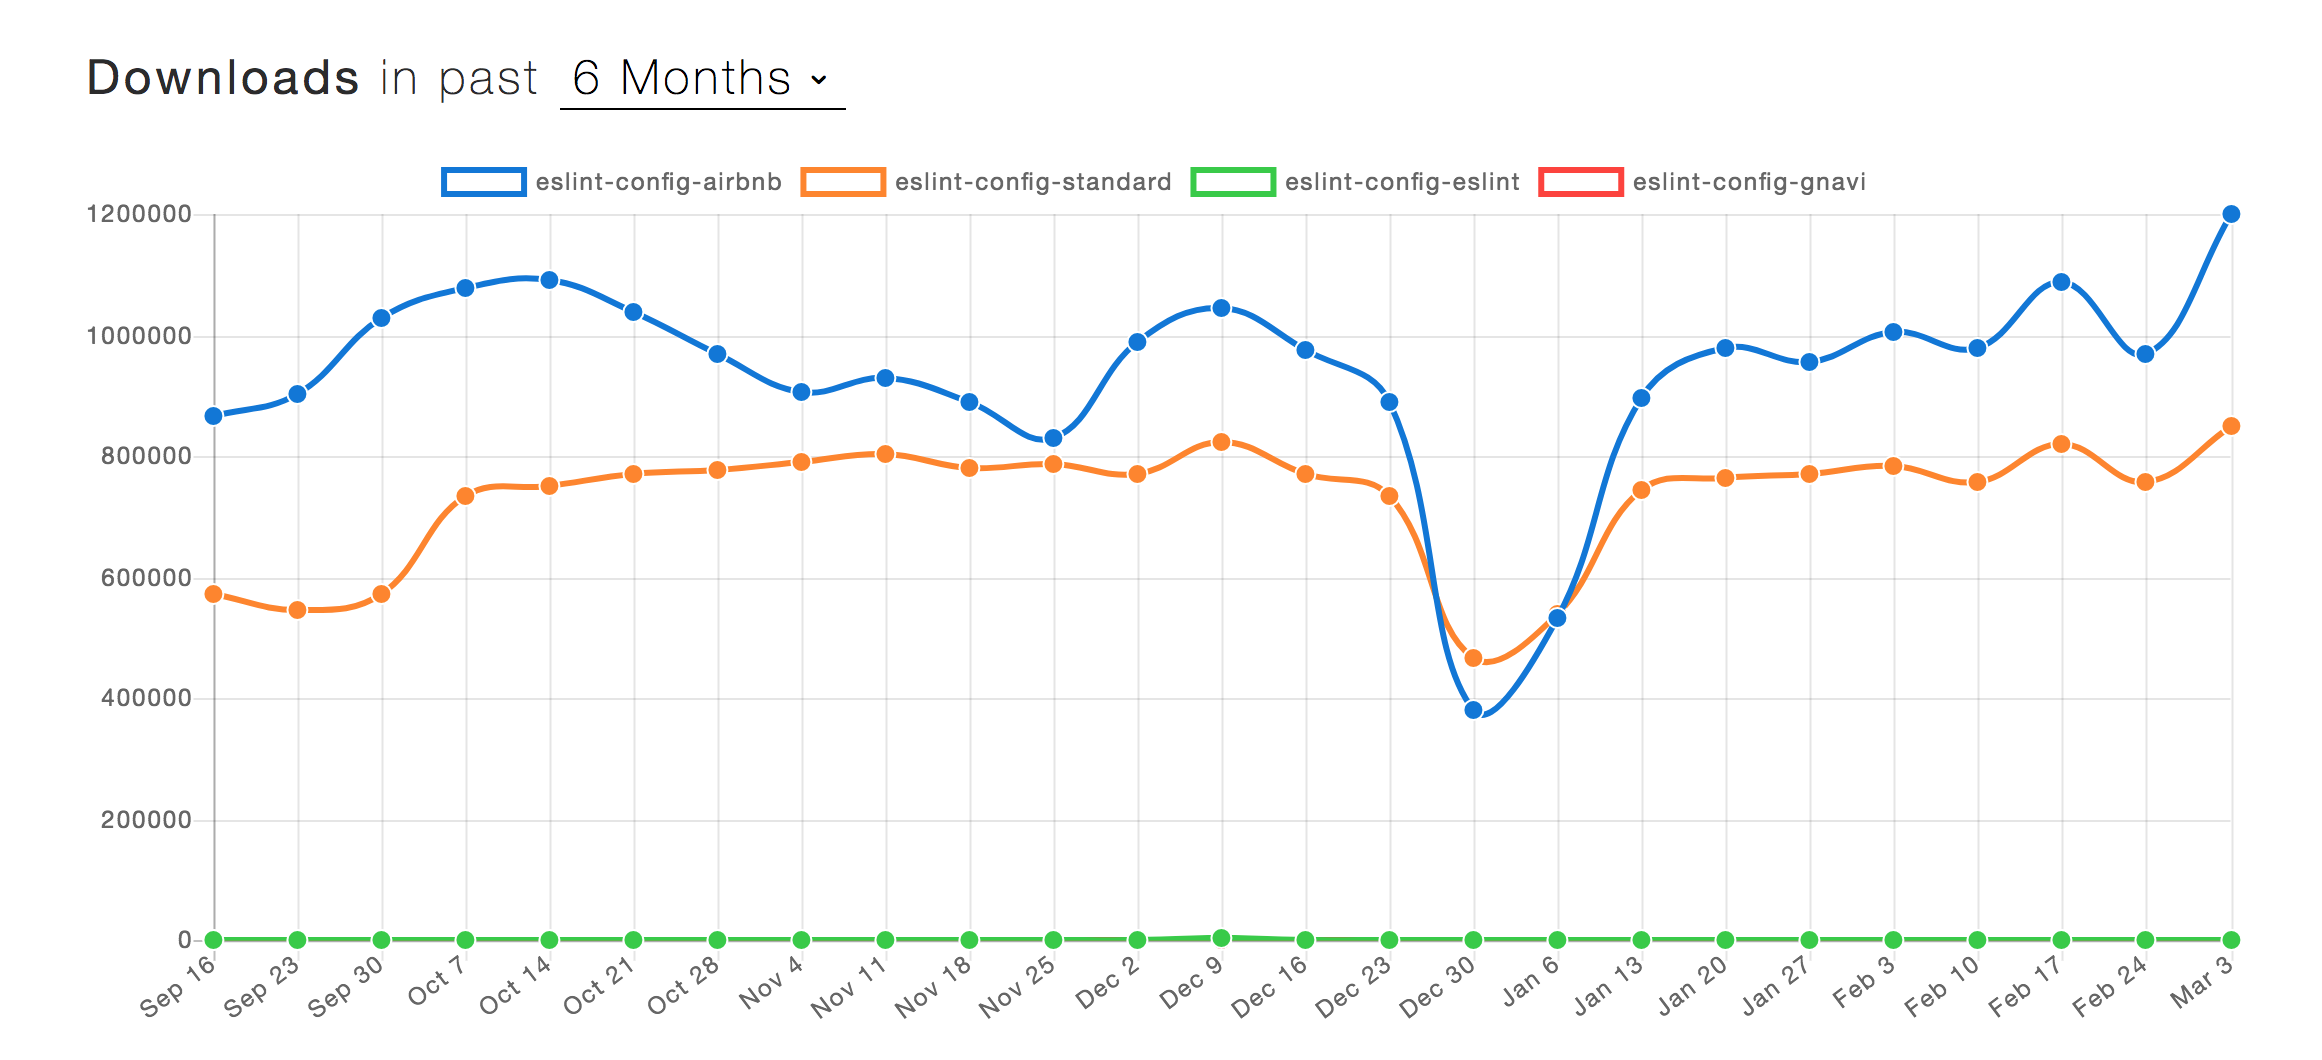 Downloads in past 6 Months
eslint-config-airbnb eslint-config-standard eslint-config-eslint eslint-config-gnavi
1200000
1000000
800000
600000
400000
200000
0
Sep 16 Sep 23 Sep 30 Oct 7 Oct 14 Oct 21 Oct 28 Nov 4 Nov 11 Nov 18 Nov 25 Dec 2 Dec 9 Dec 16 Dec 23 Dec 30 Jan 6 Jan 13 Jan 20 Jan 27 Feb 3 Feb 10 Feb 17 Feb 24 Mar 3